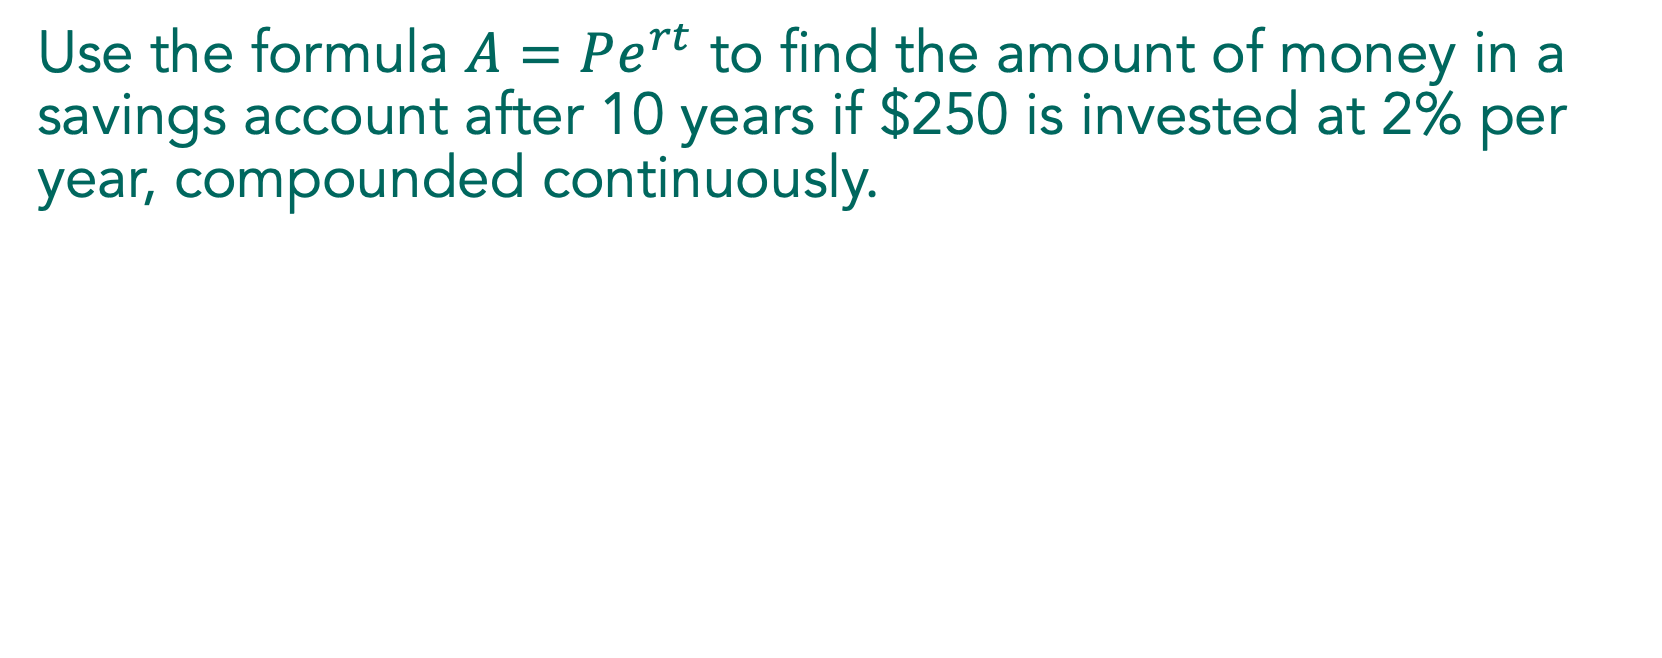 Use the formula $A = Pe^{rt}$ to find the amount of money in a
savings account after 10 years if $250 is invested at 2% per
year, compounded continuously.